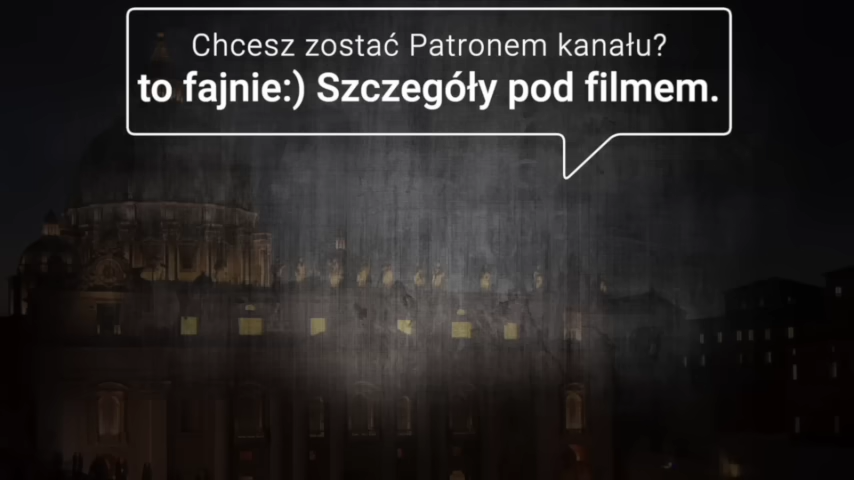 Chcesz zostać Patronem kanału?
to fajnie:) Szczegóły pod filmem.